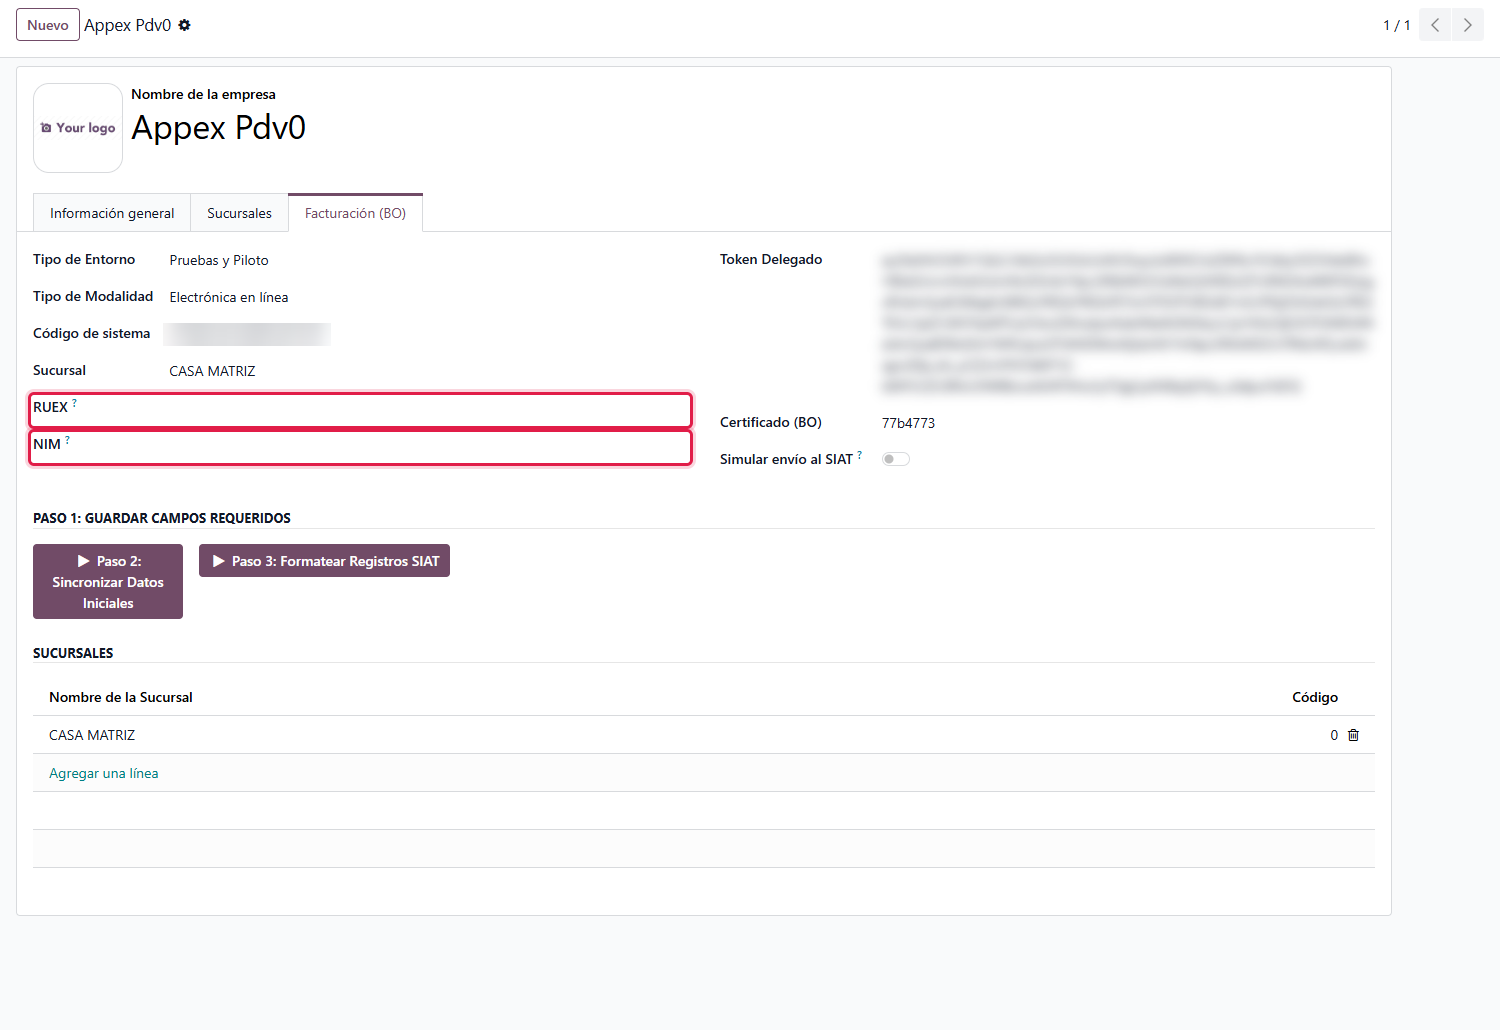 Nuevo Appex Pdv0
1 / 1
Nombre de la empresa
Your logo
Appex Pdv0
Información general
Sucursales
Facturación (BO)
Tipo de Entorno Pruebas y Piloto
Tipo de Modalidad Electrónica en línea
Código de sistema
Sucursal CASA MATRIZ
RUEX ?
NIM ?
Token Delegado
Certificado (BO) 77b4773
Simular envío al SIAT ?
PASO 1: GUARDAR CAMPOS REQUERIDOS
Paso 2:
Sincronizar Datos
Iniciales
Paso 3: Formatear Registros SIAT
SUCURSALES
Nombre de la Sucursal Código
CASA MATRIZ 0
Agregar una línea